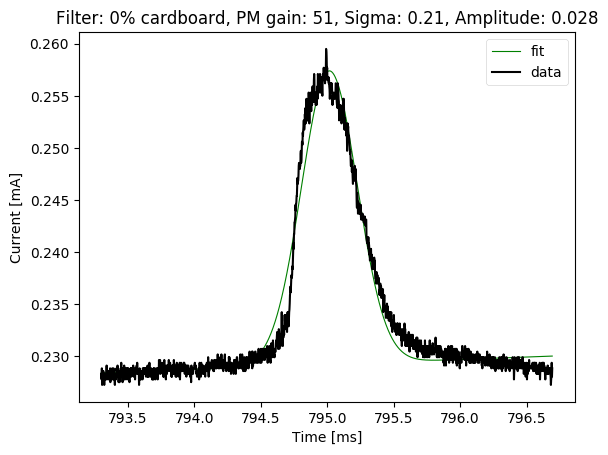 Filter: 0% cardboard, PM gain: 51, Sigma: 0.21, Amplitude: 0.028
fit
data
0.260
0.255
0.250
0.245
0.240
0.235
0.230
Current [mA]
793.5 794.0 794.5 795.0 795.5 796.0 796.5
Time [ms]